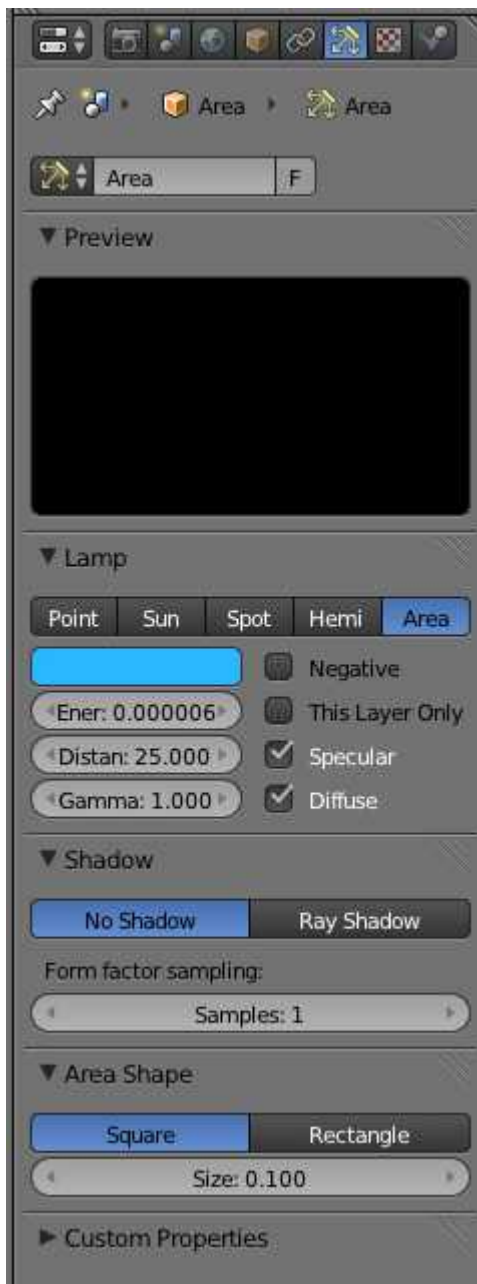 Area Area
Area F
Preview
Lamp
Point Sun Spot Hemi Area
Negative
Ener: 0.000006 This Layer Only
Distan: 25.000 Specular
Gamma: 1.000 Diffuse
Shadow
No Shadow Ray Shadow
Form factor sampling:
Samples: 1
Area Shape
Square Rectangle
Size: 0.100
Custom Properties